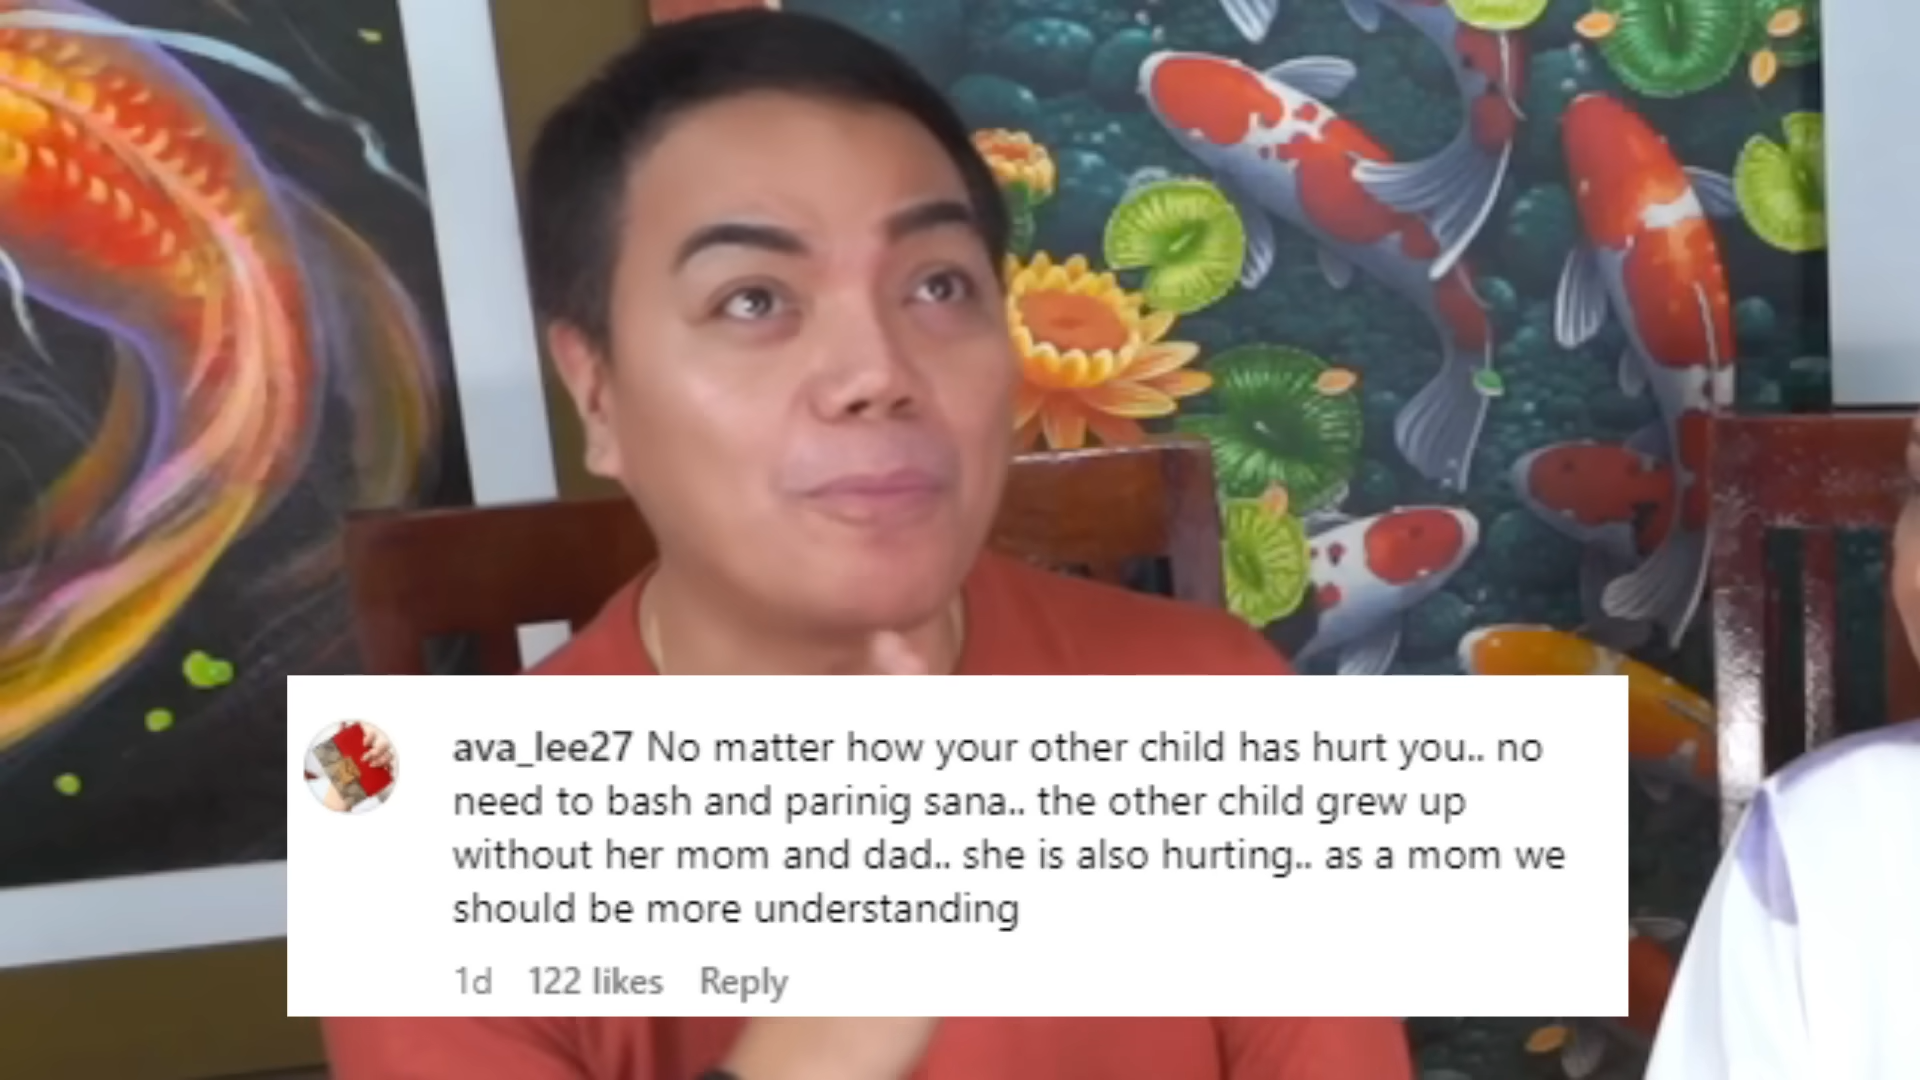 ava_lee27 No matter how your other child has hurt you.. no
need to bash and parinig sana.. the other child grew up
without her mom and dad.. she is also hurting.. as a mom we
should be more understanding
1d 122 likes Reply